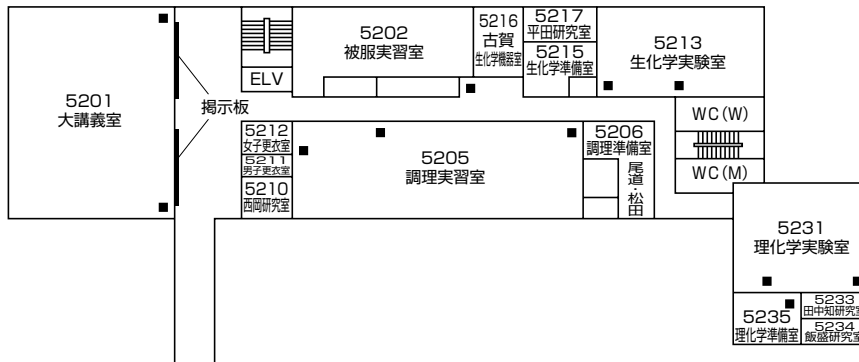 5201
大講義室
掲示板
ELV
5202
被服実習室
5216
古賀
生化学機器室
5217
平田研究室
5215
生化学準備室
5213
生化学実験室
WC(W)
WC(M)
5212
女子更衣室
5211
男子更衣室
5210
西岡研究室
5205
調理実習室
5206
調理準備室
尾道・松田
5231
理化学実験室
5235
理化学準備室
5233
田中知研究室
5234
飯盛研究室